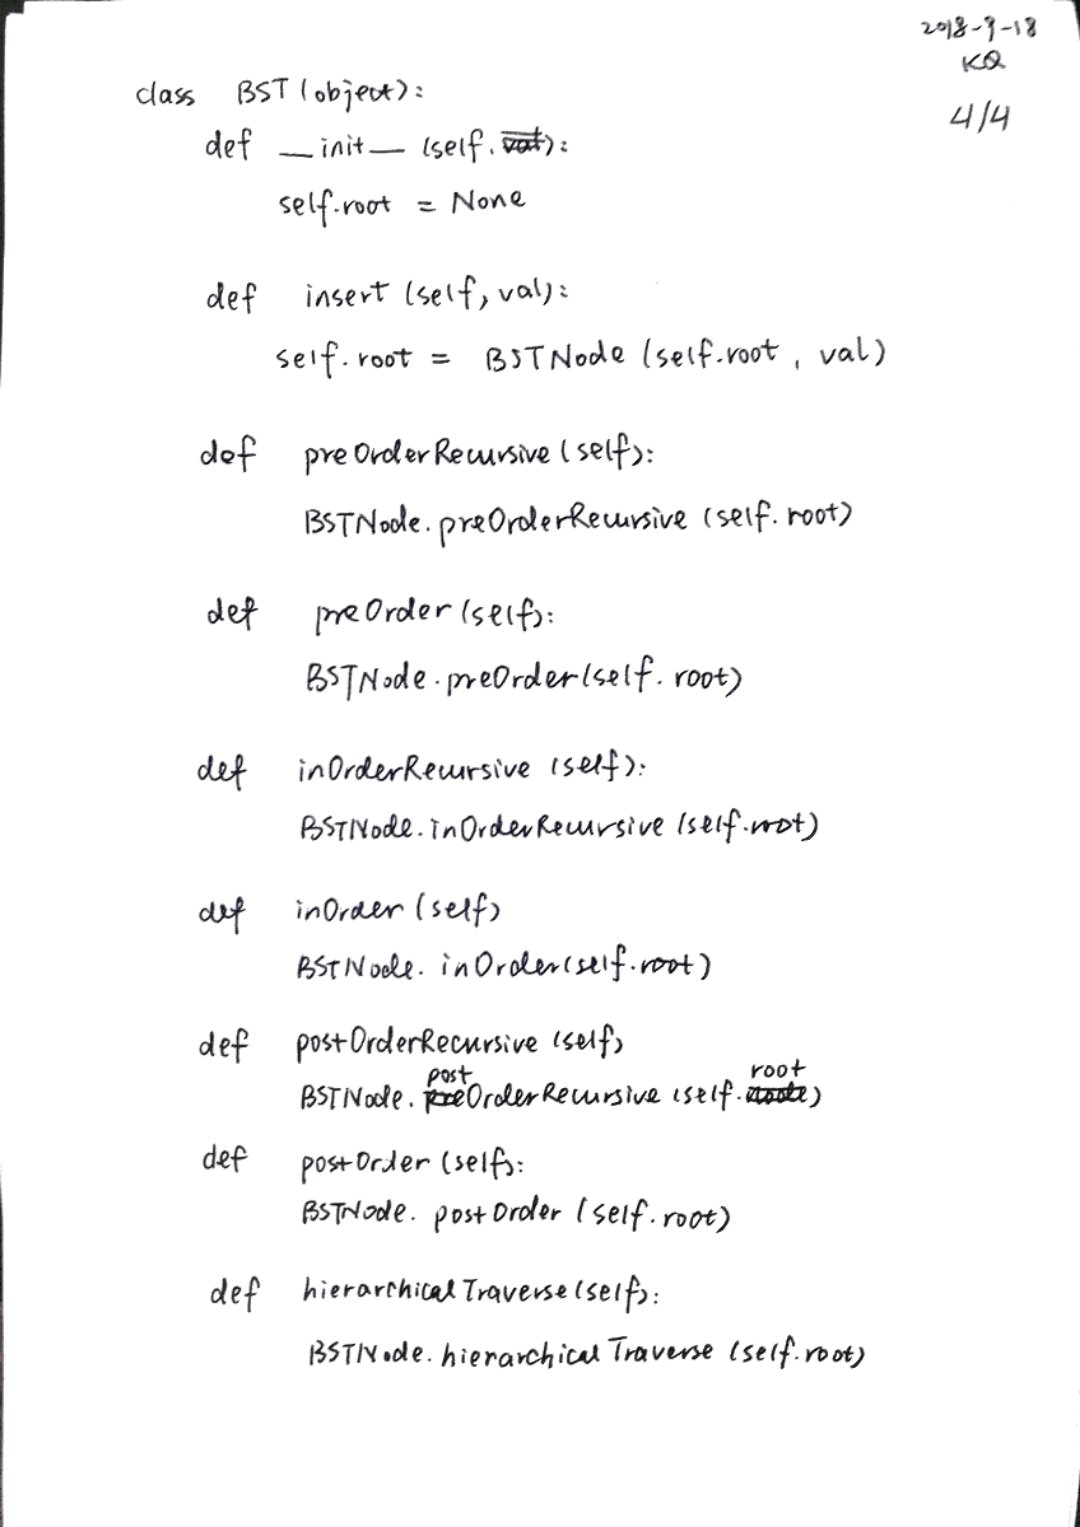 2018-9-18
KQ
4/4
class BST(object):
def __init__(self, val):
self.root = None
def insert(self, val):
self.root = BSTNode(self.root, val)
def preOrderRecursive(self):
BSTNode.preOrderRecursive(self.root)
def preOrder(self):
BSTNode.preOrder(self.root)
def inOrderRecursive(self):
BSTNode.inOrderRecursive(self.root)
def inOrder(self)
BSTNode.inOrder(self.root)
def postOrderRecursive(self)
post root
BSTNode.preOrderRecursive(self.node)
def postOrder(self):
BSTNode.postOrder(self.root)
def hierarchicalTraverse(self):
BSTNode.hierarchicalTraverse(self.root)